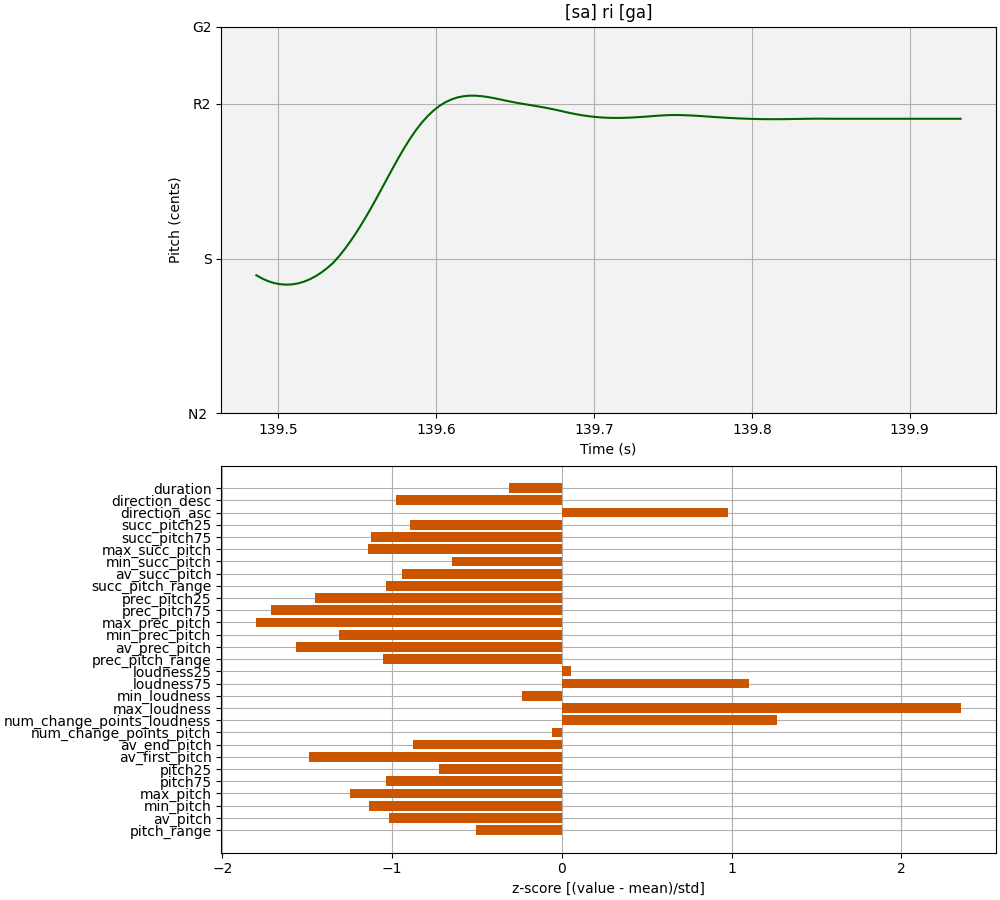 [sa] ri [ga]
G2
R2
S
N2
Pitch (cents)
139.5 139.6 139.7 139.8 139.9
Time (s)
duration
direction_desc
direction_asc
succ_pitch25
succ_pitch75
max_succ_pitch
min_succ_pitch
av_succ_pitch
succ_pitch_range
prec_pitch25
prec_pitch75
max_prec_pitch
min_prec_pitch
av_prec_pitch
prec_pitch_range
loudness25
loudness75
min_loudness
max_loudness
num_change_points_loudness
num_change_points_pitch
av_end_pitch
av_first_pitch
pitch25
pitch75
max_pitch
min_pitch
av_pitch
pitch_range
−2 −1 0 1 2
z-score [(value - mean)/std]